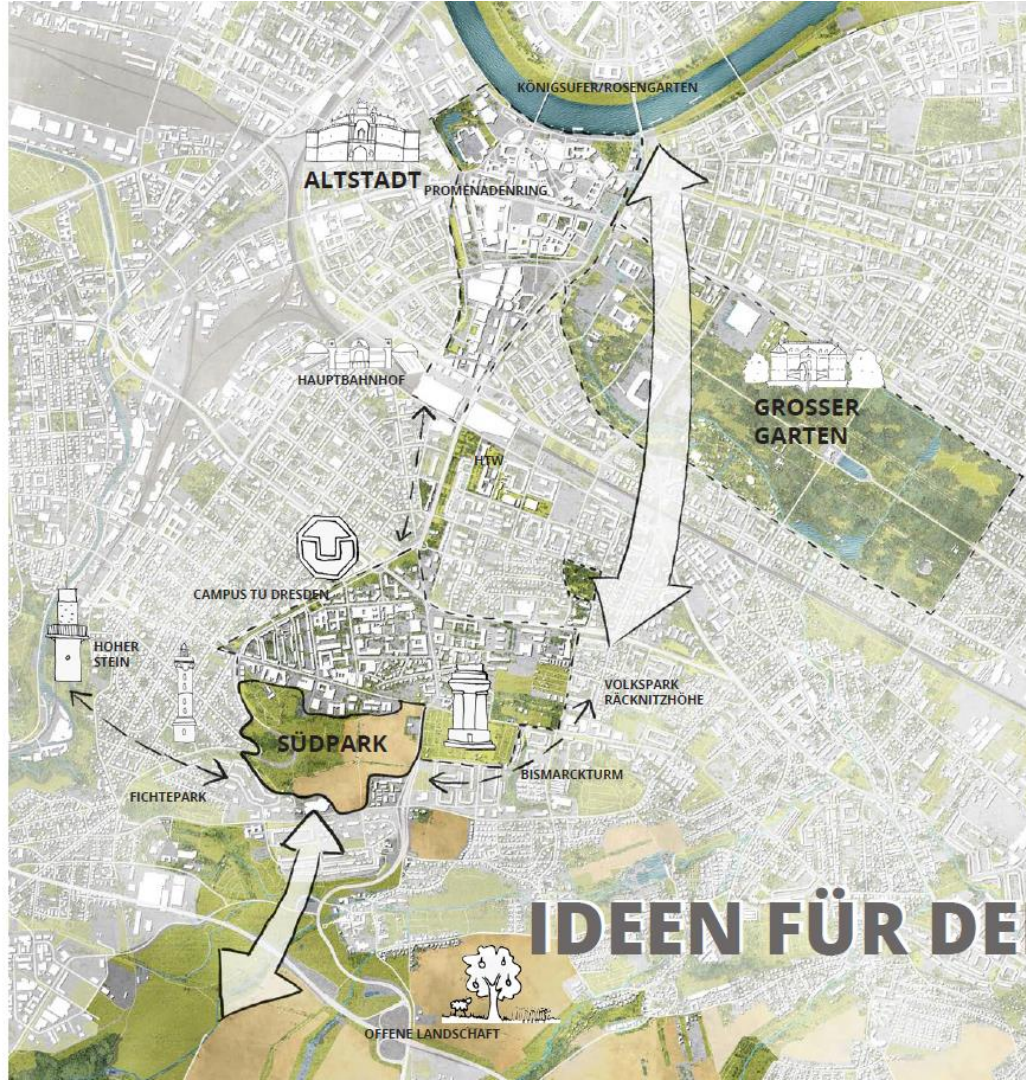 KÖNIGSUFER/ROSENGARTEN
ALTSTADT
PROMENADENRING
HAUPTBAHNHOF
GROSSER
GARTEN
HTW
CAMPUS TU DRESDEN
HOHER
STEIN
VOLKSPARK
RÄCKNITZHÖHE
SÜDPARK
BISMARCKTURM
FICHTEPARK
IDEEN FÜR DE
OFFENE LANDSCHAFT